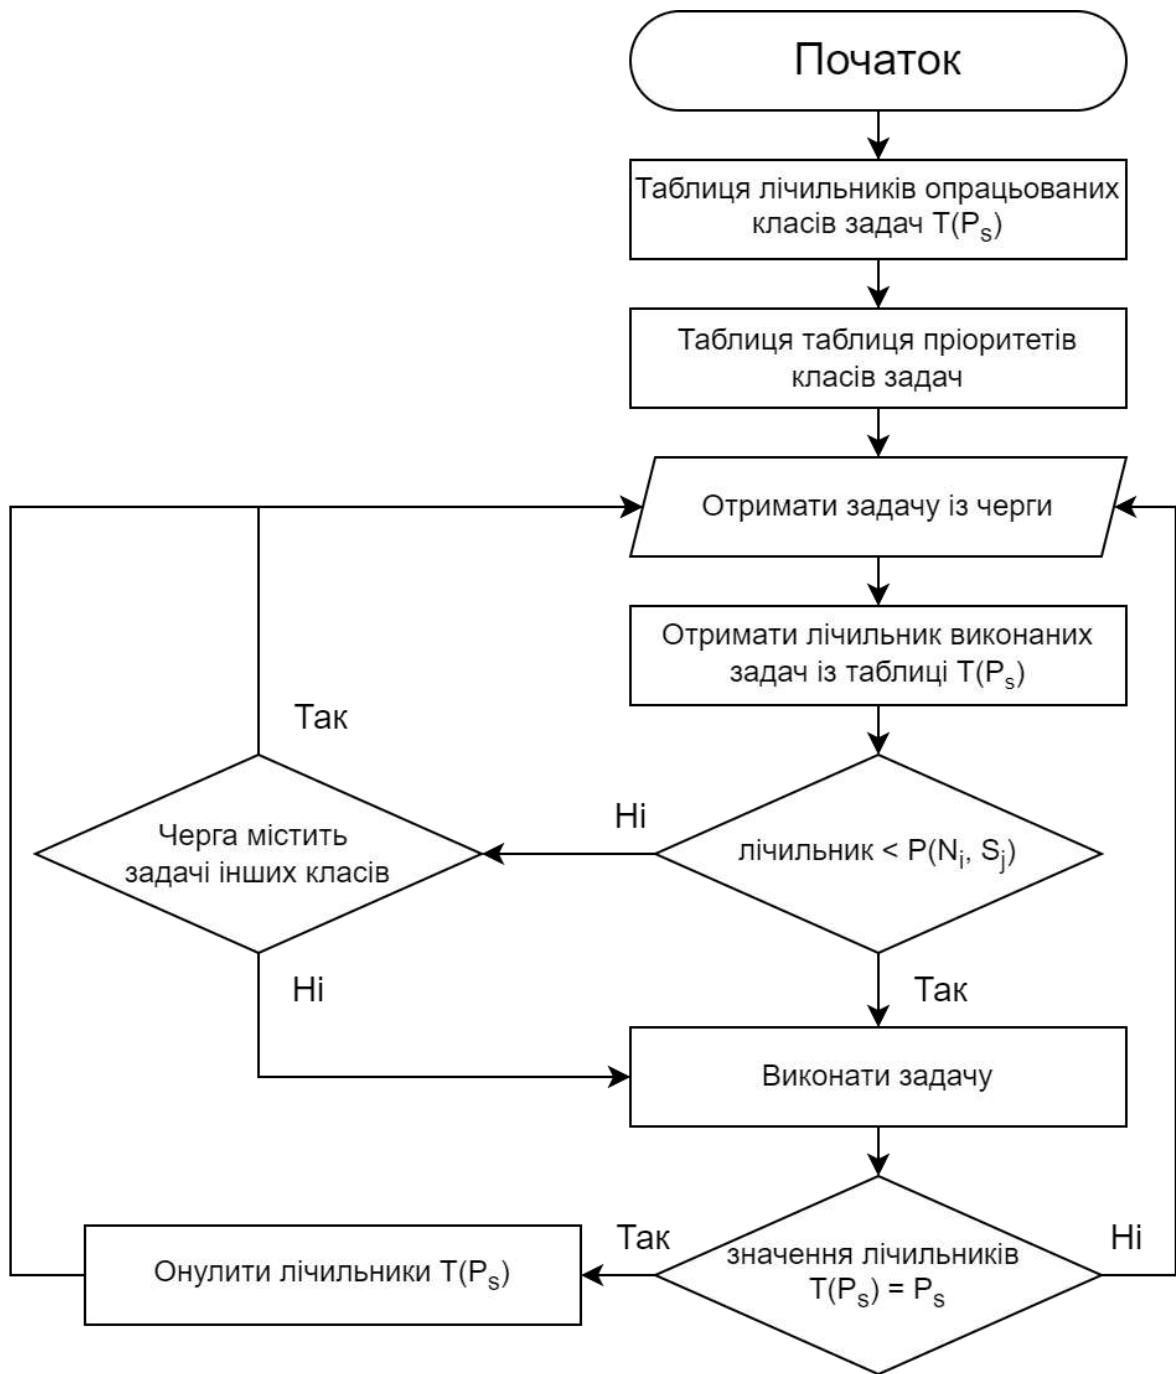 Початок
Таблиця лічильників опрацьованих
класів задач T(Pₛ)
Таблиця таблиця пріоритетів
класів задач
Отримати задачу із черги
Отримати лічильник виконаних
задач із таблиці T(Pₛ)
Так
Ні
Черга містить
задачі інших класів
лічильник < P(Nᵢ, Sⱼ)
Ні
Так
Виконати задачу
Так
Ні
Онулити лічильники T(Pₛ)
значення лічильників
T(Pₛ) = Pₛ